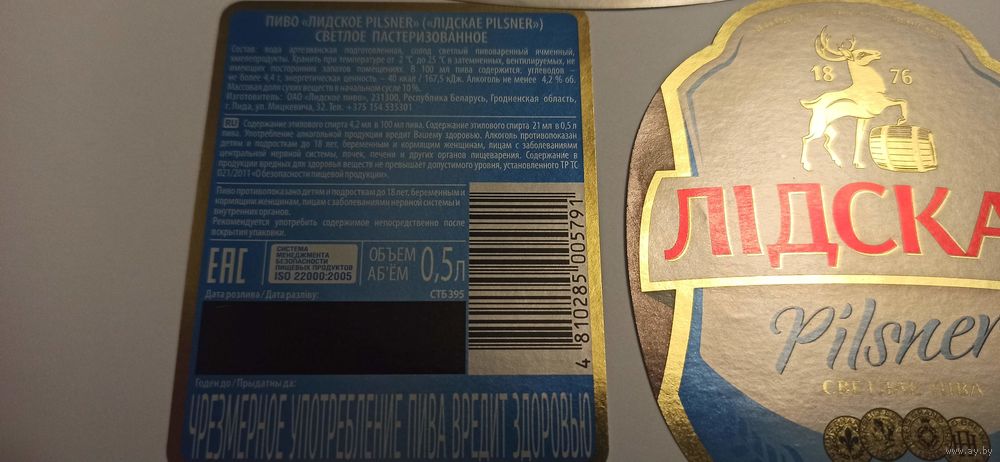 ПИВО «ЛИДСКОЕ PILSNER» («ЛІДСКАЕ PILSNER»)
СВЕТЛОЕ ПАСТЕРИЗОВАННОЕ
Состав: вода артезианская подготовленная, солод светлый пивоваренный ячменный,
хмелепродукты. Хранить при температуре от 2 °С до 25 °С в затемненных, вентилируемых, не
имеющих посторонних запахов помещениях. В 100 мл пива содержится: углеводов –
не более 4,4 г, энергетическая ценность – 40 ккал / 167,5 кДж. Алкоголь не менее 4,2 % об.
Массовая доля сухих веществ в начальном сусле 10 %.
Изготовитель: ОАО «Лидское пиво», 231300, Республика Беларусь, Гродненская область,
г. Лида, ул. Мицкевича, 32. Тел. +375 154 535301
RU Содержание этилового спирта 4,2 мл в 100 мл пива. Содержание этилового спирта 21 мл в 0,5 л
пива. Употребление алкогольной продукции вредит Вашему здоровью. Алкоголь противопоказан
детям и подросткам до 18 лет, беременным и кормящим женщинам, лицам с заболеваниями
центральной нервной системы, почек, печени и других органов пищеварения. Содержание в
продукции вредных для здоровья веществ не превышает допустимого уровня, установленного ТР ТС
021/2011 «О безопасности пищевой продукции».
Пиво противопоказано детям и подросткам до 18 лет, беременным и
кормящим женщинам, лицам с заболеваниями нервной системы и
внутренних органов.
Рекомендуется употребить содержимое непосредственно после
вскрытия упаковки.
ЕАС
СИСТЕМА
МЕНЕДЖМЕНТА
БЕЗОПАСНОСТИ
ПИЩЕВЫХ ПРОДУКТОВ
ISO 22000:2005
ОБЪЕМ
АБ'ЁМ
0,5л
Дата розлива / Дата разліву:
СТБ 395
4 810285 005791
Годен до / Прыдатны да:
ЧРЕЗМЕРНОЕ УПОТРЕБЛЕНИЕ ПИВА ВРЕДИТ ЗДОРОВЬЮ
18 76
ЛІДСКА
Pilsner
www.ay.by